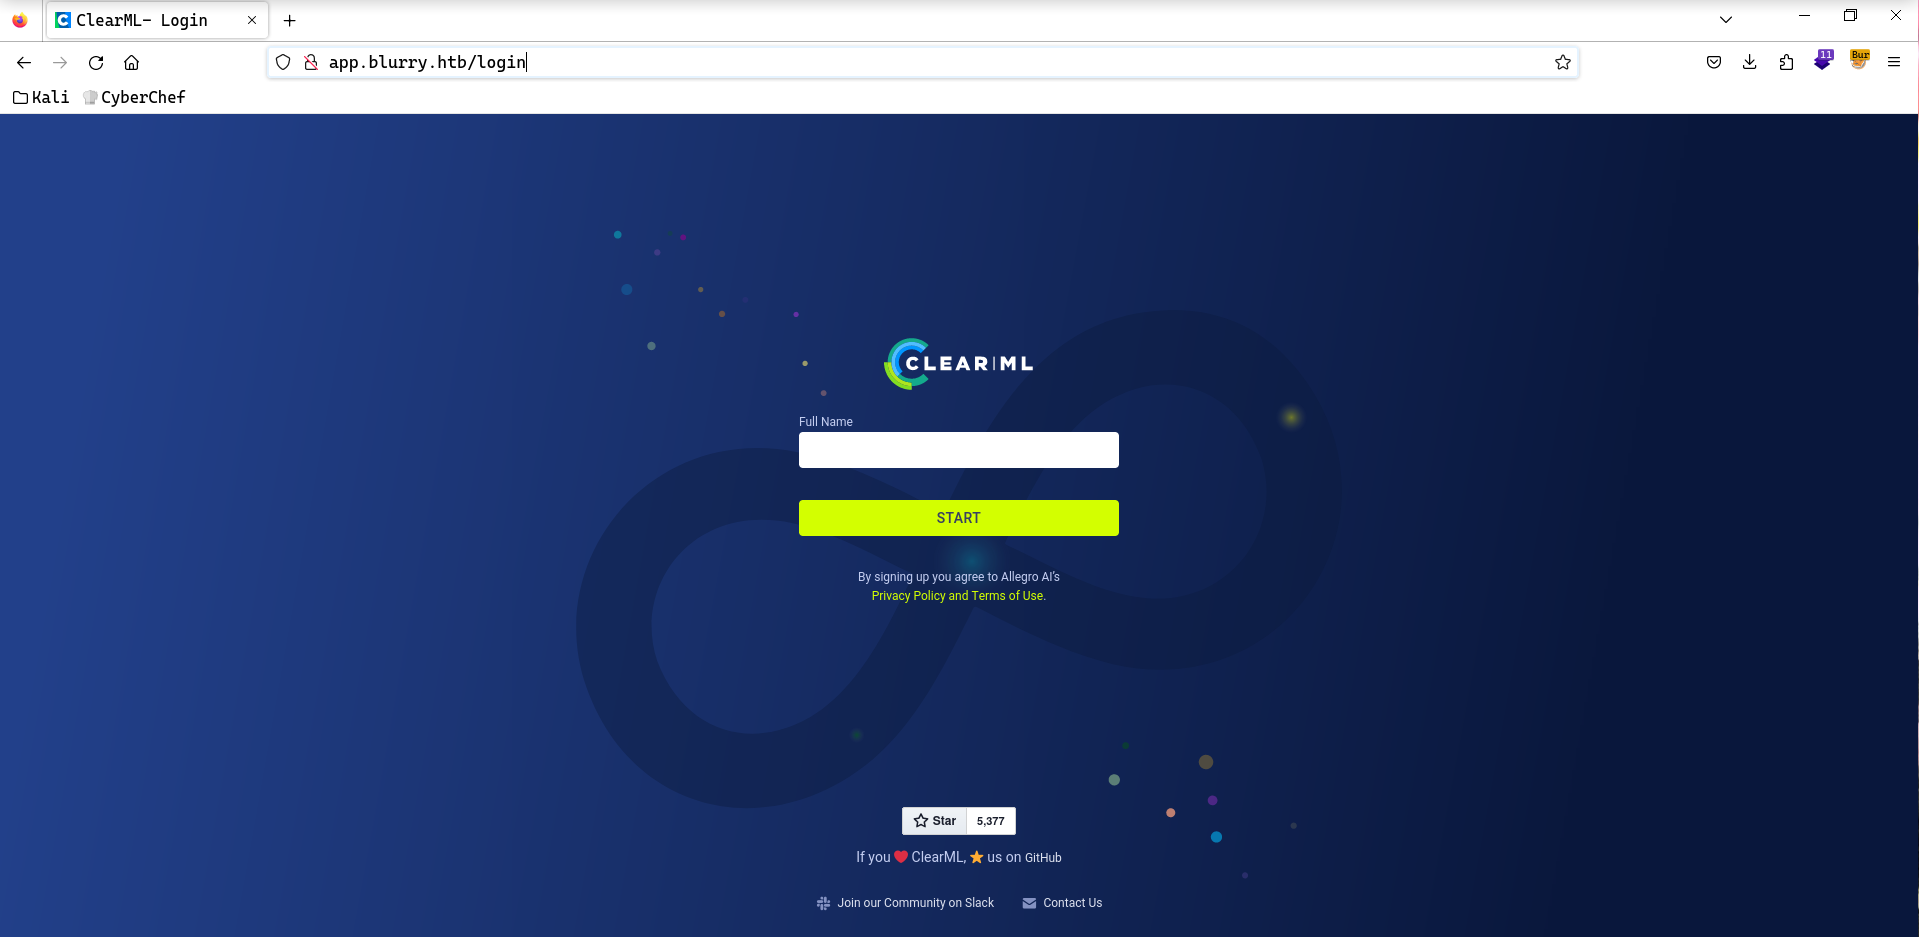 ClearML- Login
app.blurry.htb/login
11
Bur
Kali CyberChef
CLEAR|ML
Full Name
START
By signing up you agree to Allegro AI's
Privacy Policy and Terms of Use.
Star 5,377
If you ❤️ ClearML, ⭐ us on GitHub
Join our Community on Slack Contact Us